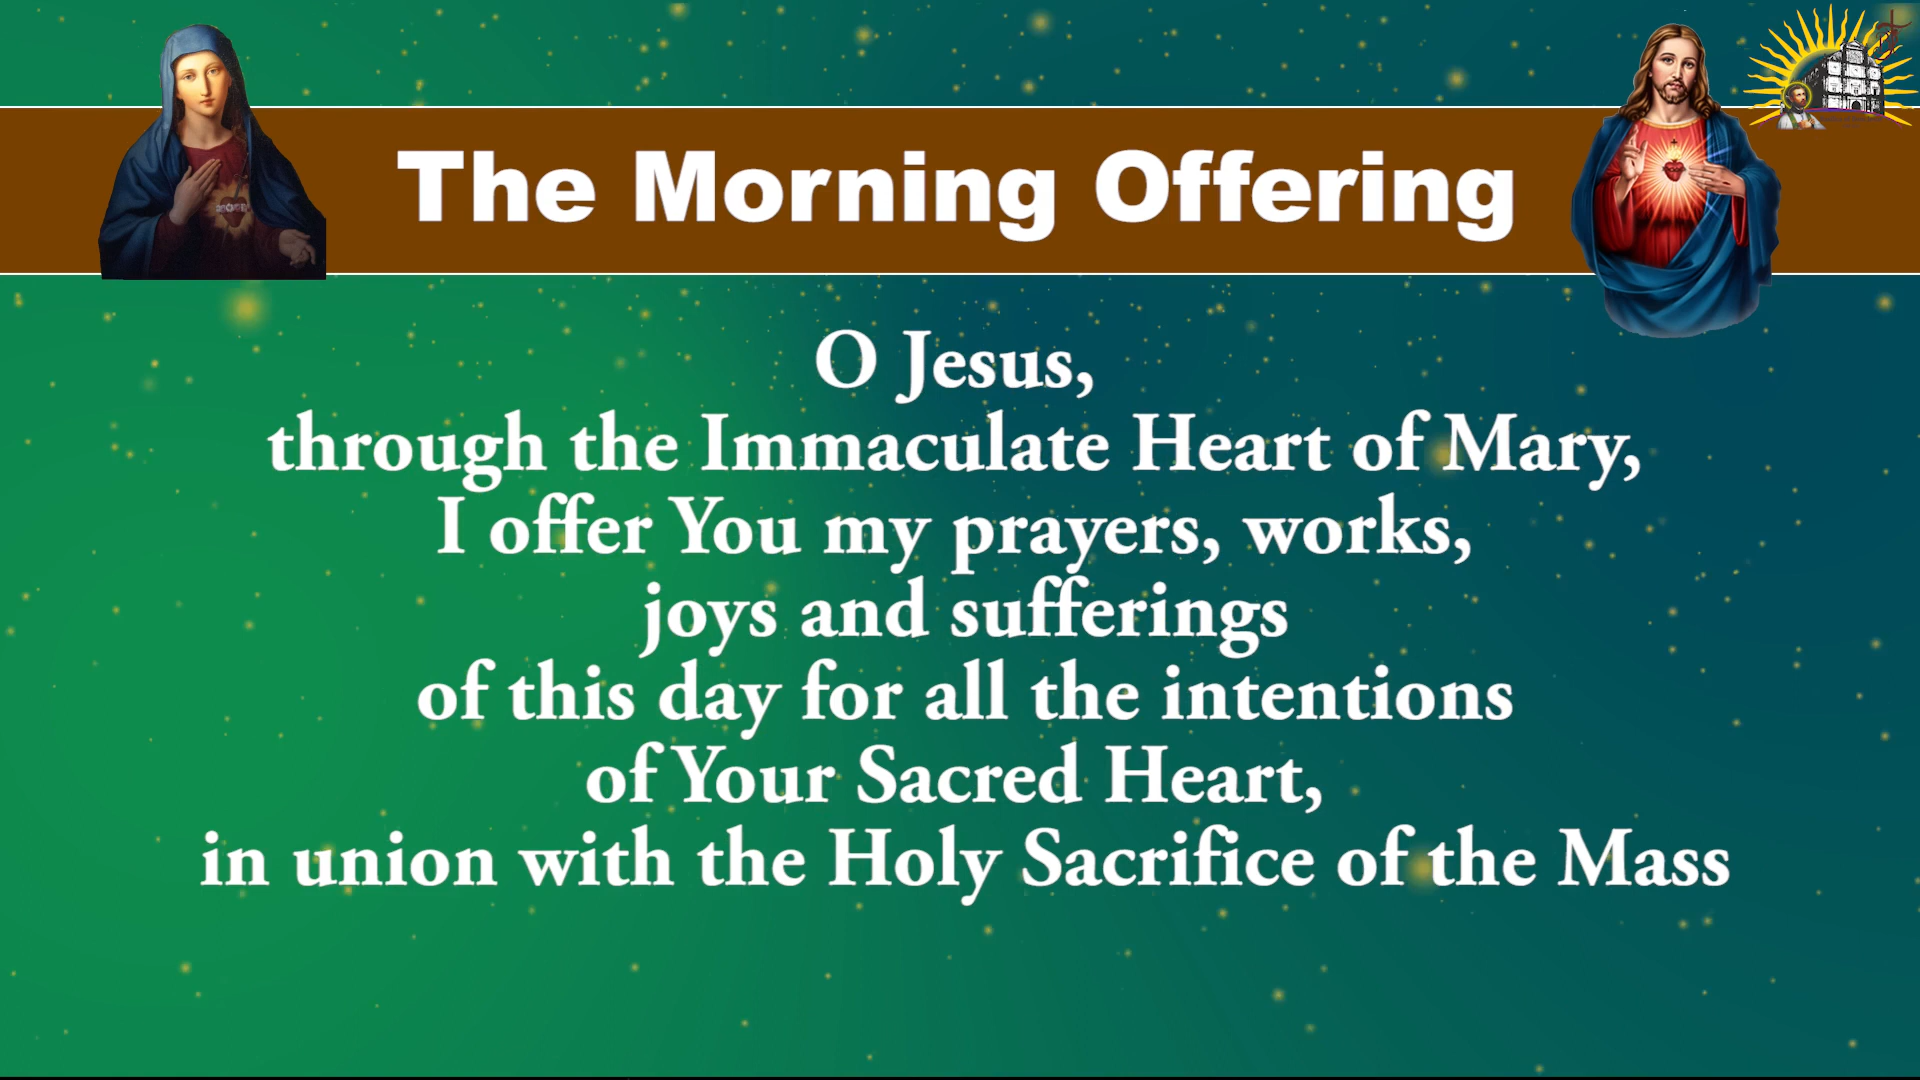 The Morning Offering
O Jesus,
through the Immaculate Heart of Mary,
I offer You my prayers, works,
joys and sufferings
of this day for all the intentions
of Your Sacred Heart,
in union with the Holy Sacrifice of the Mass